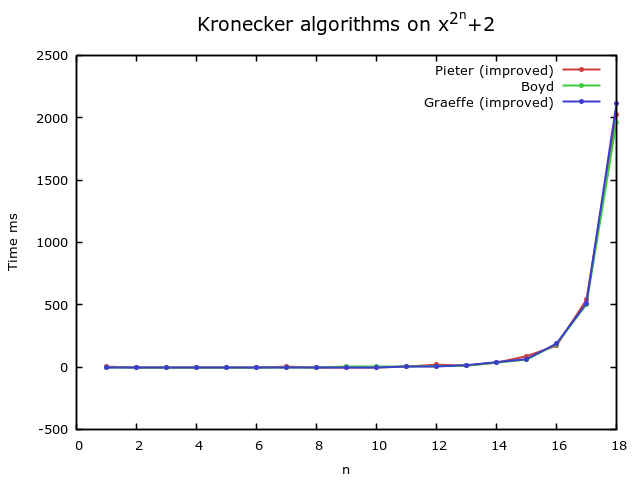 Kronecker algorithms on x^2^n+2
Pieter (improved)
Boyd
Graeffe (improved)
2500
2000
1500
1000
500
0
-500
Time ms
0 2 4 6 8 10 12 14 16 18
n